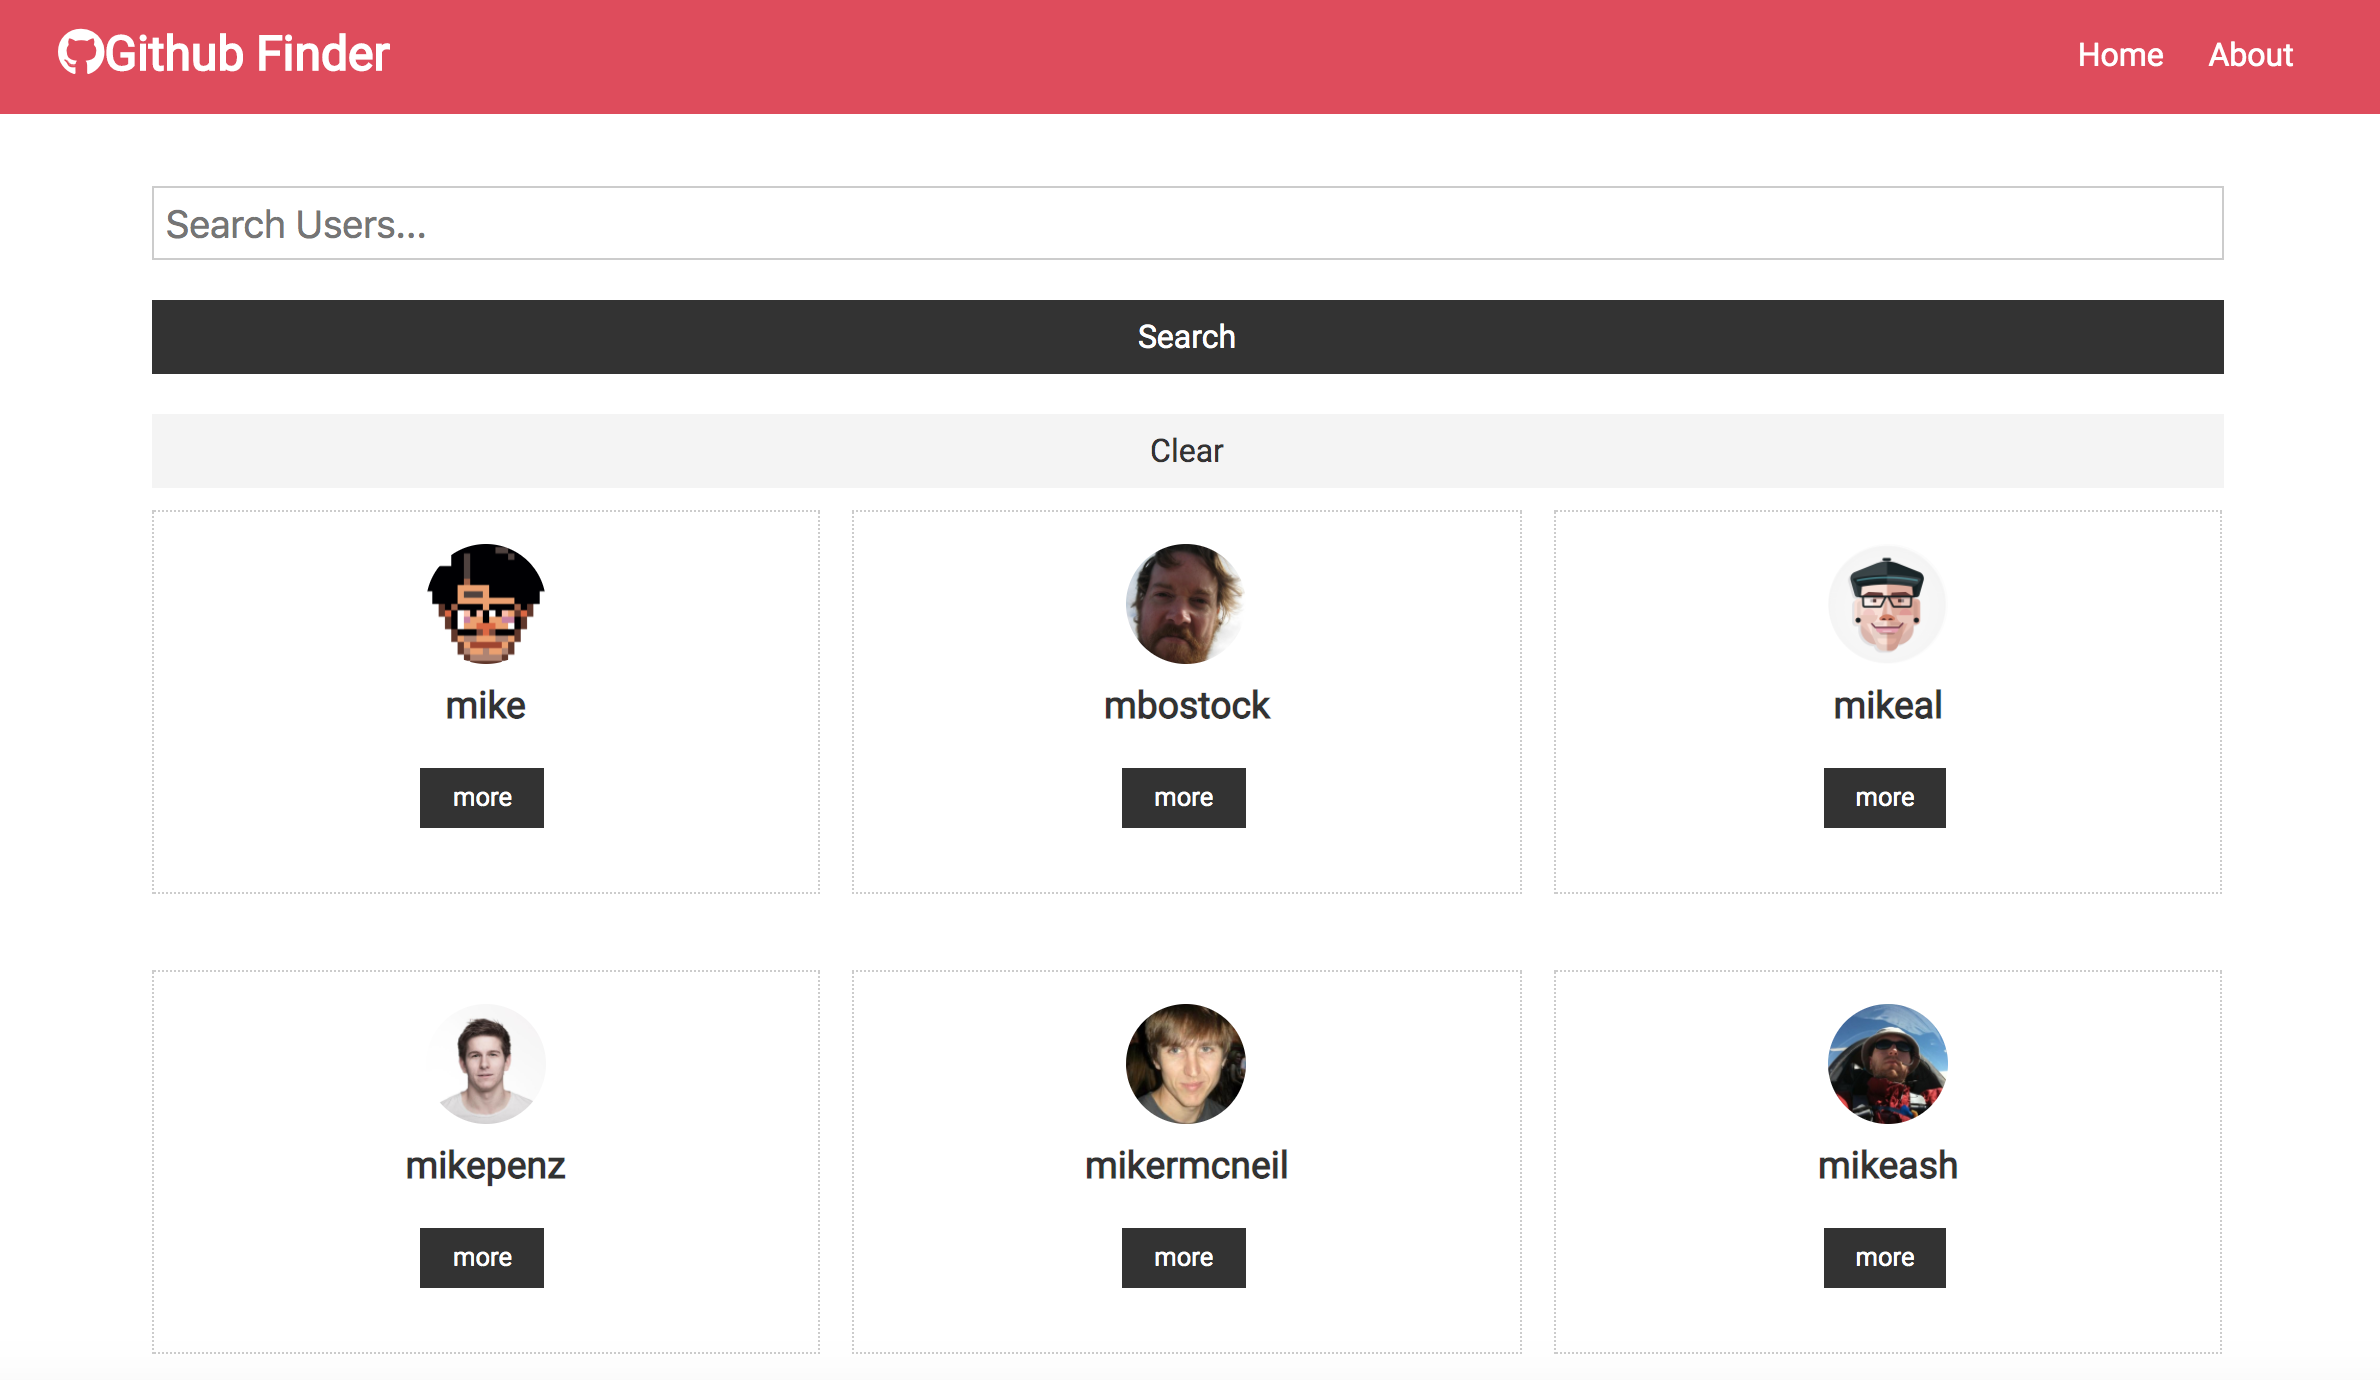 Github Finder
Home About
Search Users...
Search
Clear
mike
mbostock
mikeal
more
more
more
mikepenz
mikermcneil
mikeash
more
more
more